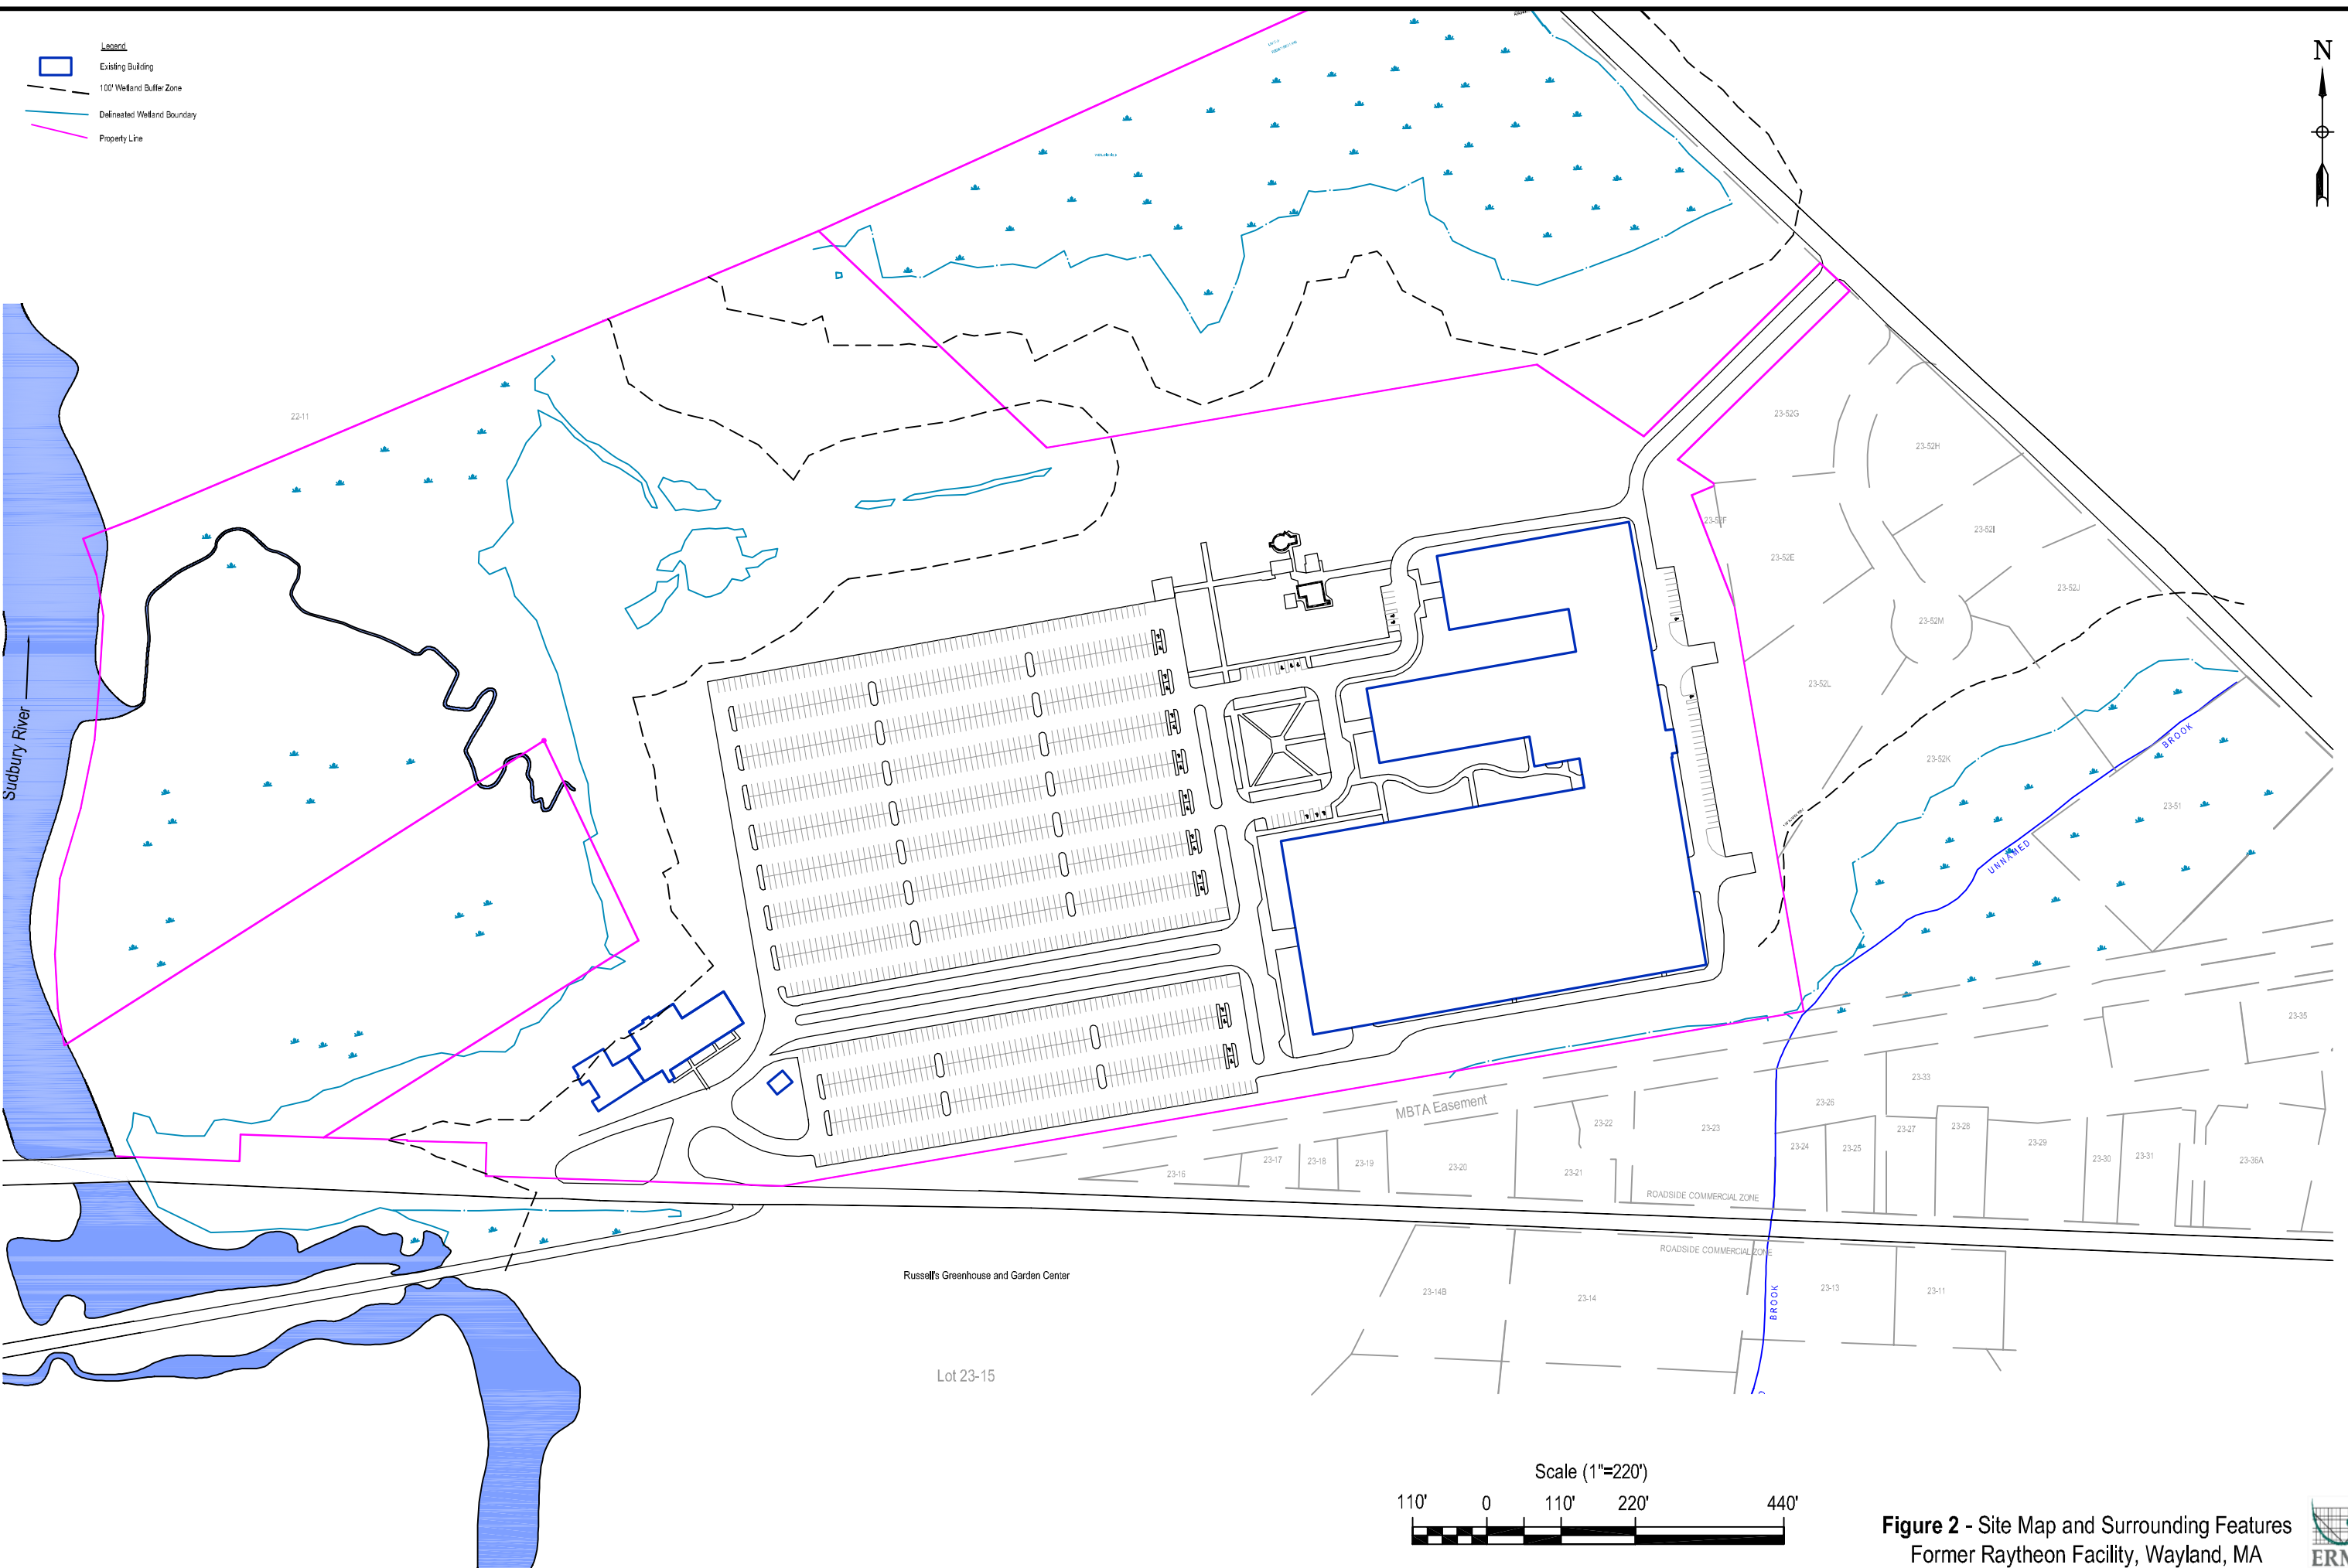 Legend
Existing Building
100' Wetland Buffer Zone
Delineated Wetland Boundary
Property Line
N
22-11
Sudbury River
23-52G
23-52H
23-52F
23-52I
23-52E
23-52J
23-52M
23-52L
23-52K
BROOK
23-51
UNNAMED
23-35
MBTA Easement
23-33
23-26
23-22
23-23
23-24
23-25
23-27
23-28
23-29
23-30
23-31
23-36A
23-16
23-17
23-18
23-19
23-20
23-21
ROADSIDE COMMERCIAL ZONE
ROADSIDE COMMERCIAL ZONE
Russell's Greenhouse and Garden Center
23-14B
23-14
BROOK
23-13
23-11
Lot 23-15
Scale (1"=220')
110' 0 110' 220' 440'
Figure 2 - Site Map and Surrounding Features
Former Raytheon Facility, Wayland, MA